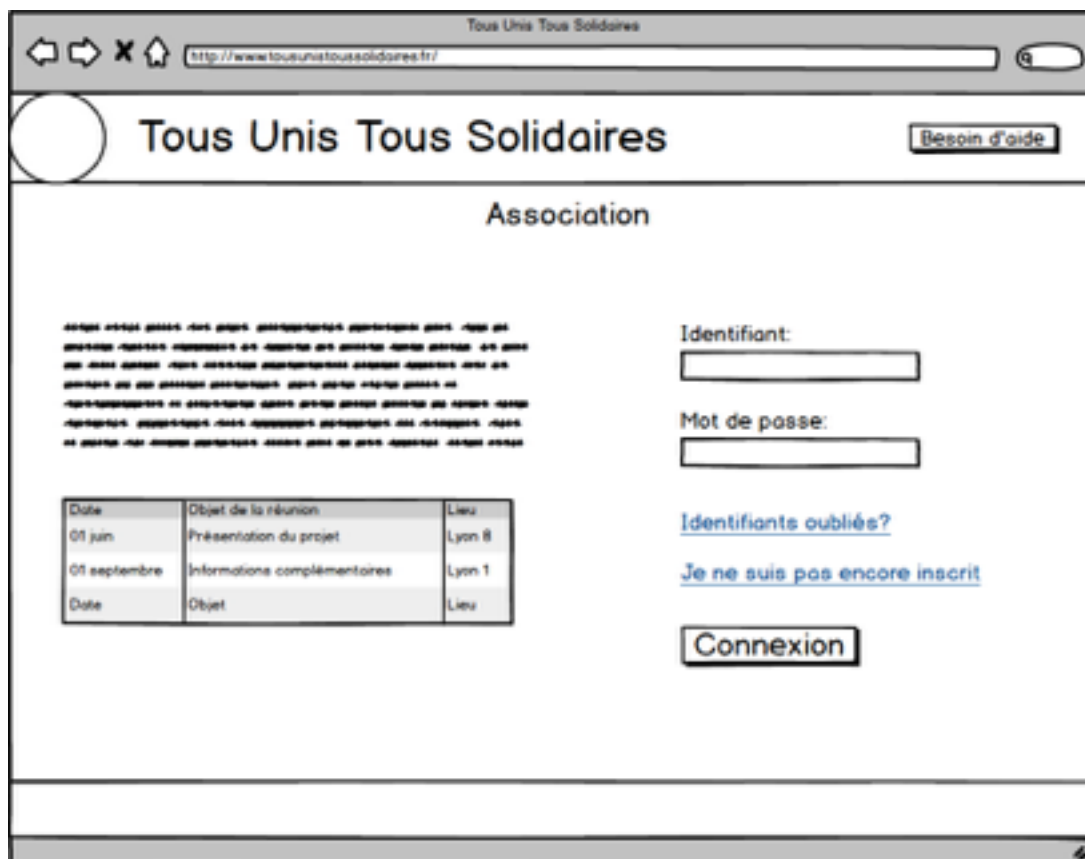 Tous Unis Tous Solidaires
http://www.tousunistoussolidaires.fr/
Tous Unis Tous Solidaires
Besoin d'aide
Association
Identifiant:
Mot de passe:
Identifiants oubliés?
Je ne suis pas encore inscrit
Connexion
Date Objet de la réunion Lieu
01 juin Présentation du projet Lyon 8
01 septembre Informations complémentaires Lyon 1
Date Objet Lieu